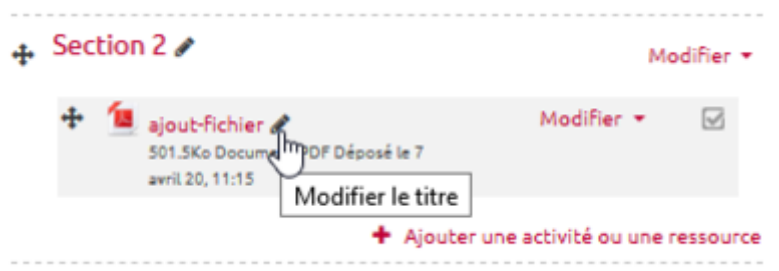 Section 2
Modifier
ajout-fichier
Modifier
501.5Ko Docume PDF Déposé le 7
avril 20, 11:15
Modifier le titre
Ajouter une activité ou une ressource